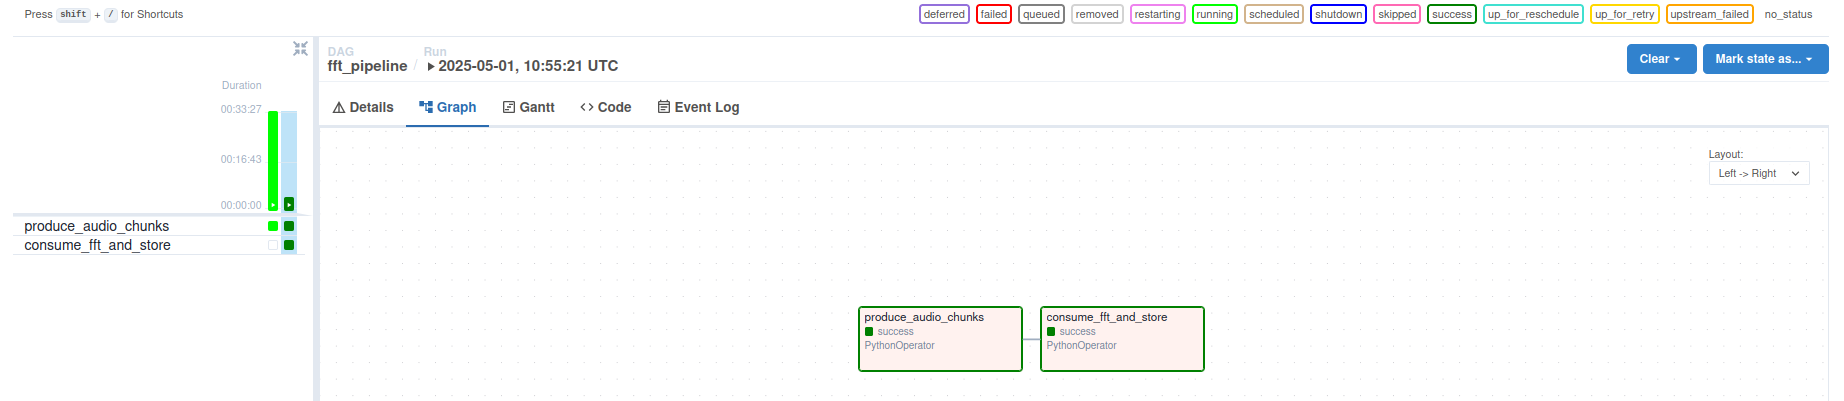 Press shift + / for Shortcuts
deferred failed queued removed restarting running scheduled shutdown skipped success up_for_reschedule up_for_retry upstream_failed no_status
DAG
fft_pipeline
/
Run
2025-05-01, 10:55:21 UTC
Clear
Mark state as...
Duration
00:33:27
00:16:43
00:00:00
produce_audio_chunks
consume_fft_and_store
Details
Graph
Gantt
Code
Event Log
Layout:
Left -> Right
produce_audio_chunks
success
PythonOperator
consume_fft_and_store
success
PythonOperator